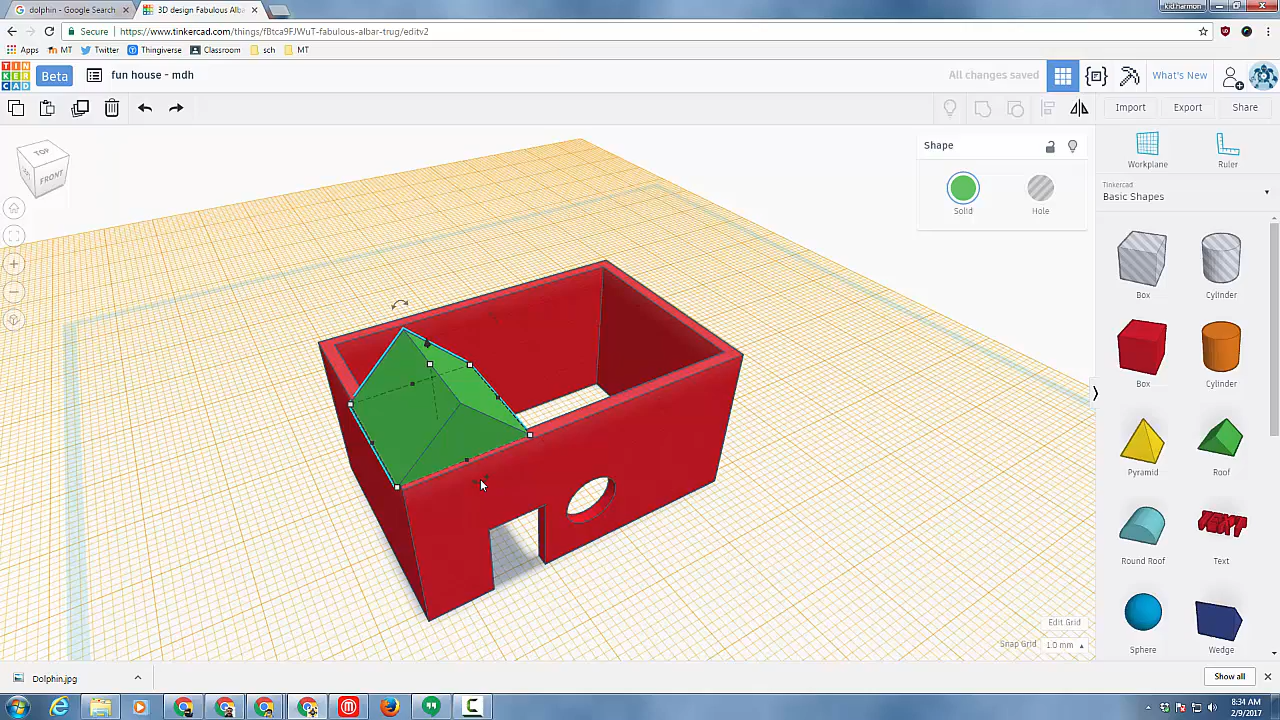 dolphin - Google Search
3D design Fabulous Alba
kid.harmon
Secure
https://www.tinkercad.com/things/fBtca9FJWuT-fabulous-albar-trug/editv2
Apps
MT
Twitter
Thingiverse
Classroom
sch
MT
TIN
KER
CAD
Beta
fun house - mdh
All changes saved
What's New
Import
Export
Share
TOP
FRONT
Shape
Solid
Hole
Workplane
Ruler
Tinkercad
Basic Shapes
Box
Cylinder
Box
Cylinder
Pyramid
Roof
Round Roof
TEXT
Text
Sphere
Wedge
Edit Grid
Snap Grid
1.0 mm
Dolphin.jpg
Show all
8:34 AM
2/9/2017